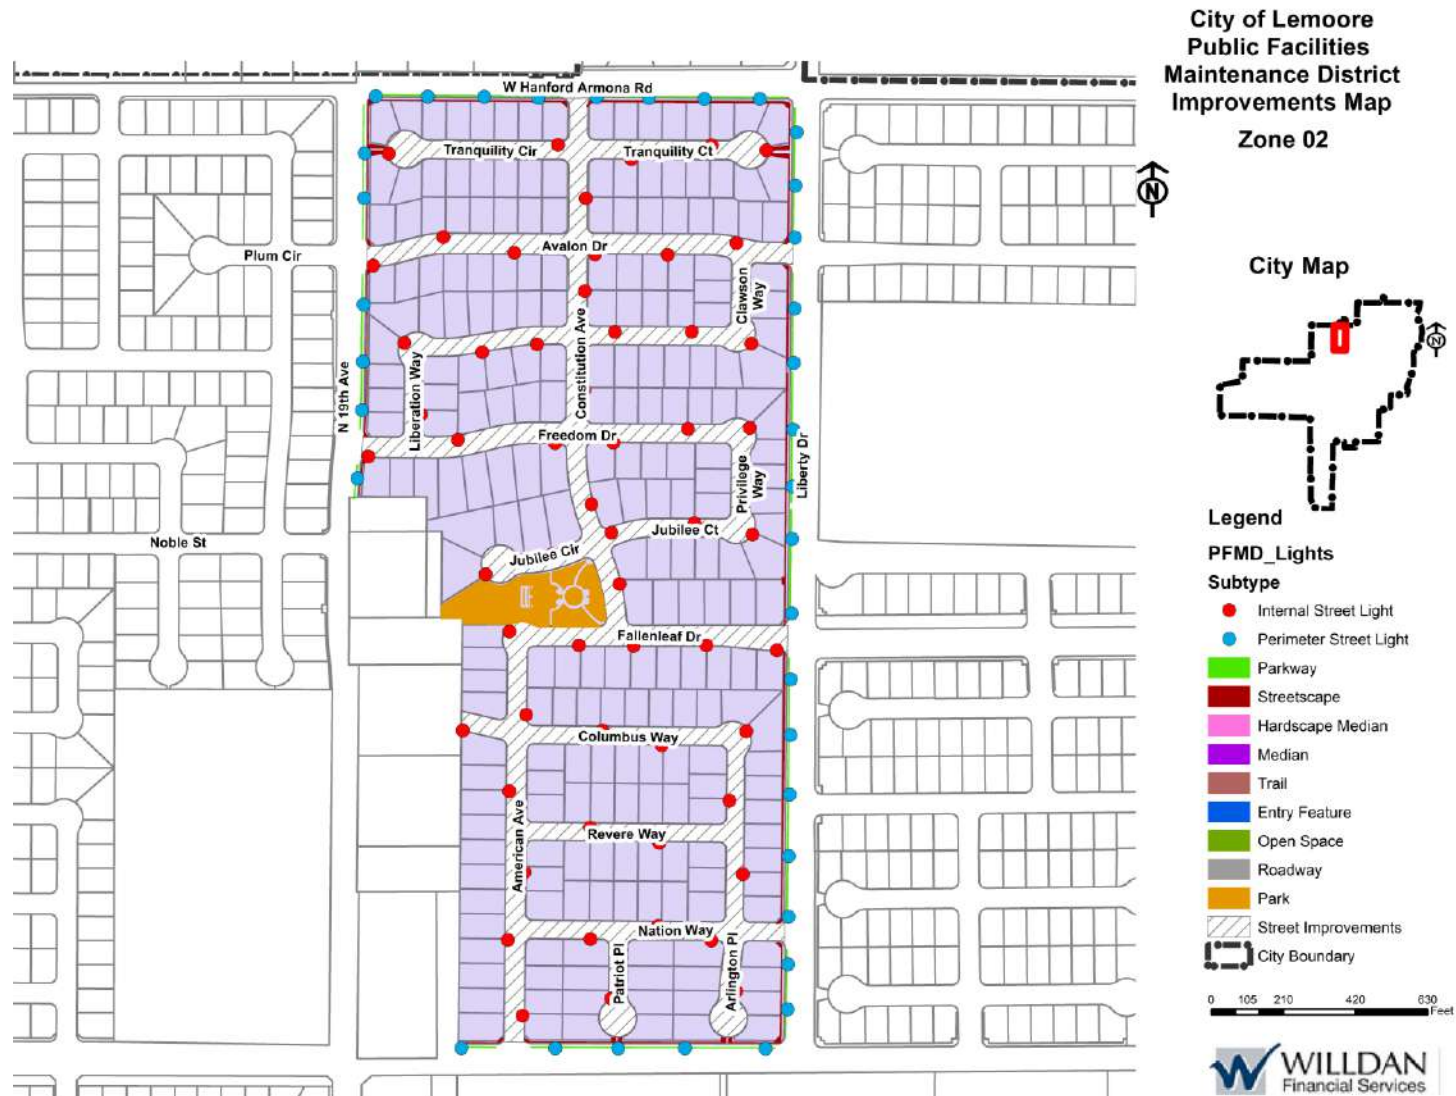 City of Lemoore
Public Facilities
Maintenance District
Improvements Map
Zone 02
N
W Hanford Armona Rd
Tranquility Cir
Tranquility Ct
Avalon Dr
Plum Cir
Clawson
Way
Constitution Ave
N 19th Ave
Liberation Way
Freedom Dr
Liberty Dr
Privilege
Way
Jubilee Ct
Jubilee Cir
Noble St
Fallenleaf Dr
Columbus Way
American Ave
Revere Way
Nation Way
Patriot Pl
Arlington Pl
City Map
N
Legend
PFMD_Lights
Subtype
Internal Street Light
Perimeter Street Light
Parkway
Streetscape
Hardscape Median
Median
Trail
Entry Feature
Open Space
Roadway
Park
Street Improvements
City Boundary
0 105 210 420 630
Feet
W WILLDAN
Financial Services